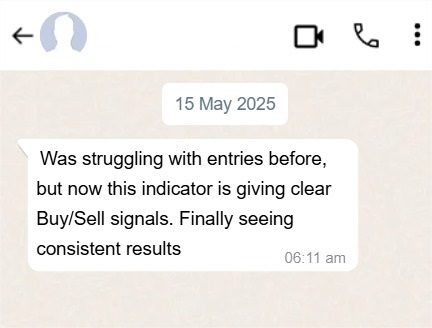 15 May 2025
Was struggling with entries before,
but now this indicator is giving clear
Buy/Sell signals. Finally seeing
consistent results
06:11 am